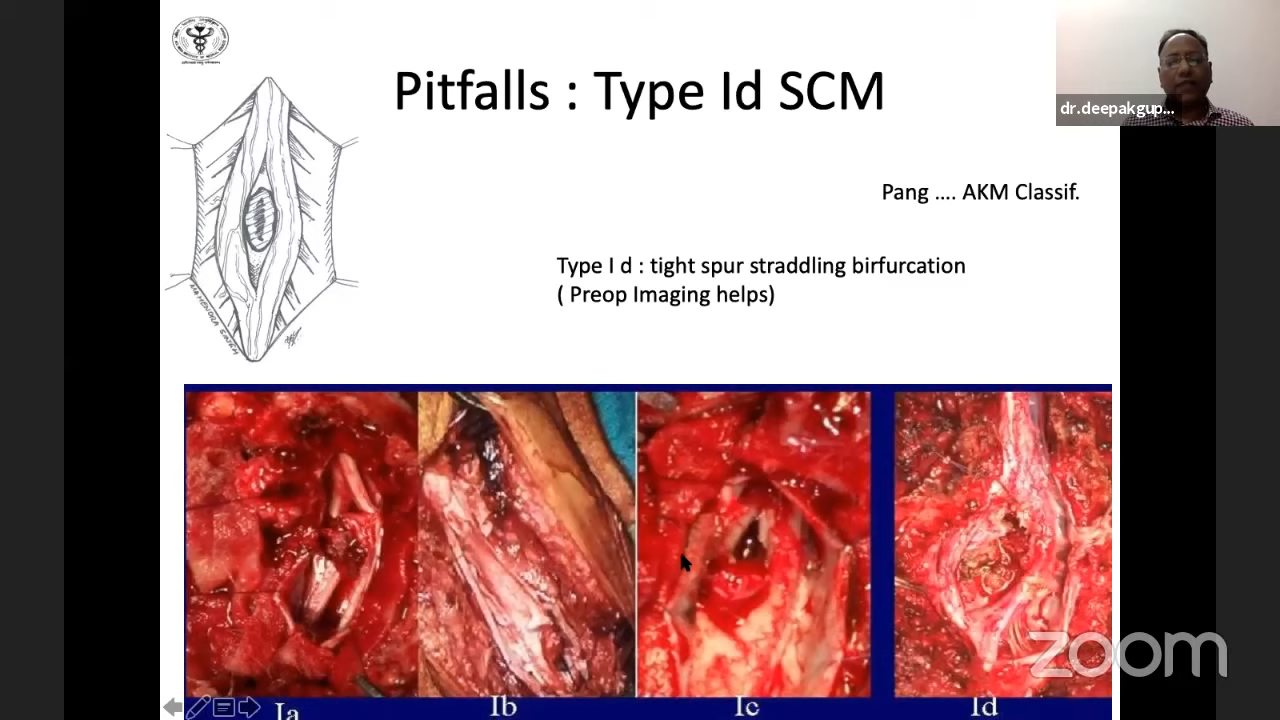 Pitfalls : Type Id SCM
dr.deepakgup...
Pang .... AKM Classif.
Type I d : tight spur straddling birfurcation
( Preop Imaging helps)
zoom
Ia
Ib
Ic
Id